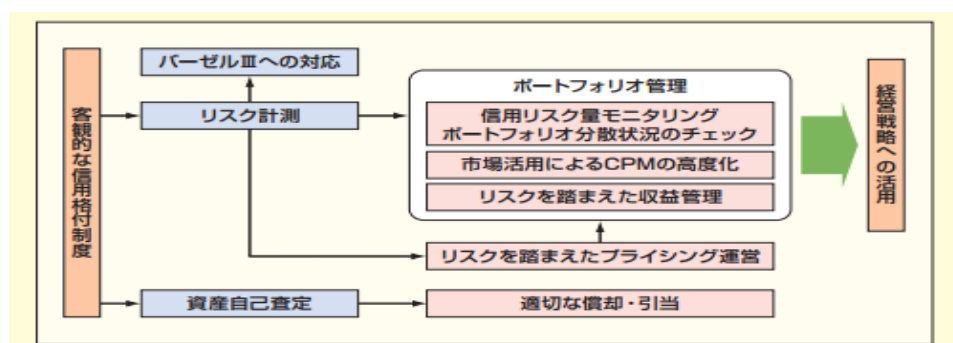 客観的な信用格付制度
バーゼルⅢへの対応
リスク計測
資産自己査定
ポートフォリオ管理
信用リスク量モニタリング
ポートフォリオ分散状況のチェック
市場活用によるCPMの高度化
リスクを踏まえた収益管理
リスクを踏まえたプライシング運営
適切な償却・引当
経営戦略への活用